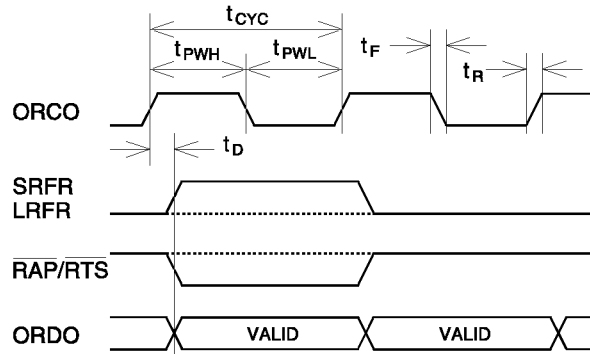 tCYC
tPWH tPWL tF
tR
ORCO
tD
SRFR
LRFR
RAP/RTS
ORDO VALID VALID